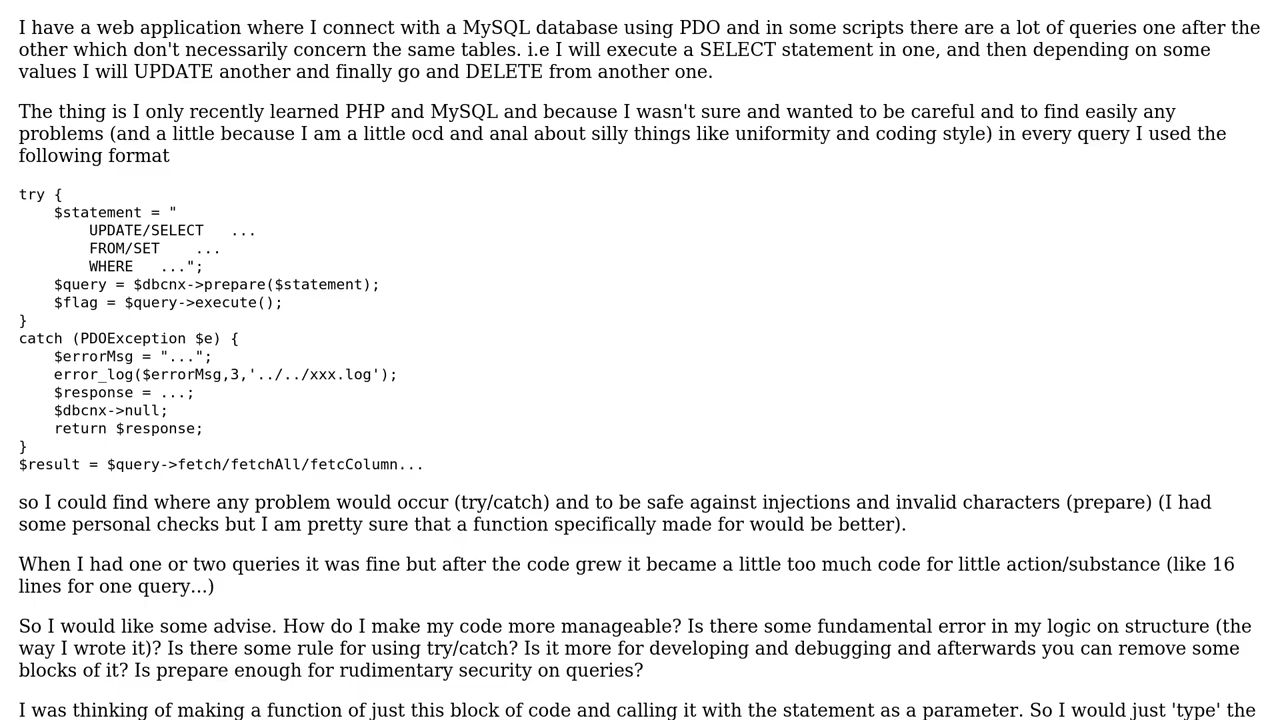 I have a web application where I connect with a MySQL database using PDO and in some scripts there are a lot of queries one after the
other which don't necessarily concern the same tables. i.e I will execute a SELECT statement in one, and then depending on some
values I will UPDATE another and finally go and DELETE from another one.
The thing is I only recently learned PHP and MySQL and because I wasn't sure and wanted to be careful and to find easily any
problems (and a little because I am a little ocd and anal about silly things like uniformity and coding style) in every query I used the
following format
try {
    $statement = "
        UPDATE/SELECT   ...
        FROM/SET    ...
        WHERE   ...";
    $query = $dbcnx->prepare($statement);
    $flag = $query->execute();
}
catch (PDOException $e) {
    $errorMsg = "...";
    error_log($errorMsg,3,'../../xxx.log');
    $response = ...;
    $dbcnx->null;
    return $response;
}
$result = $query->fetch/fetchAll/fetcColumn...
so I could find where any problem would occur (try/catch) and to be safe against injections and invalid characters (prepare) (I had
some personal checks but I am pretty sure that a function specifically made for would be better).
When I had one or two queries it was fine but after the code grew it became a little too much code for little action/substance (like 16
lines for one query...)
So I would like some advise. How do I make my code more manageable? Is there some fundamental error in my logic on structure (the
way I wrote it)? Is there some rule for using try/catch? Is it more for developing and debugging and afterwards you can remove some
blocks of it? Is prepare enough for rudimentary security on queries?
I was thinking of making a function of just this block of code and calling it with the statement as a parameter. So I would just 'type' the